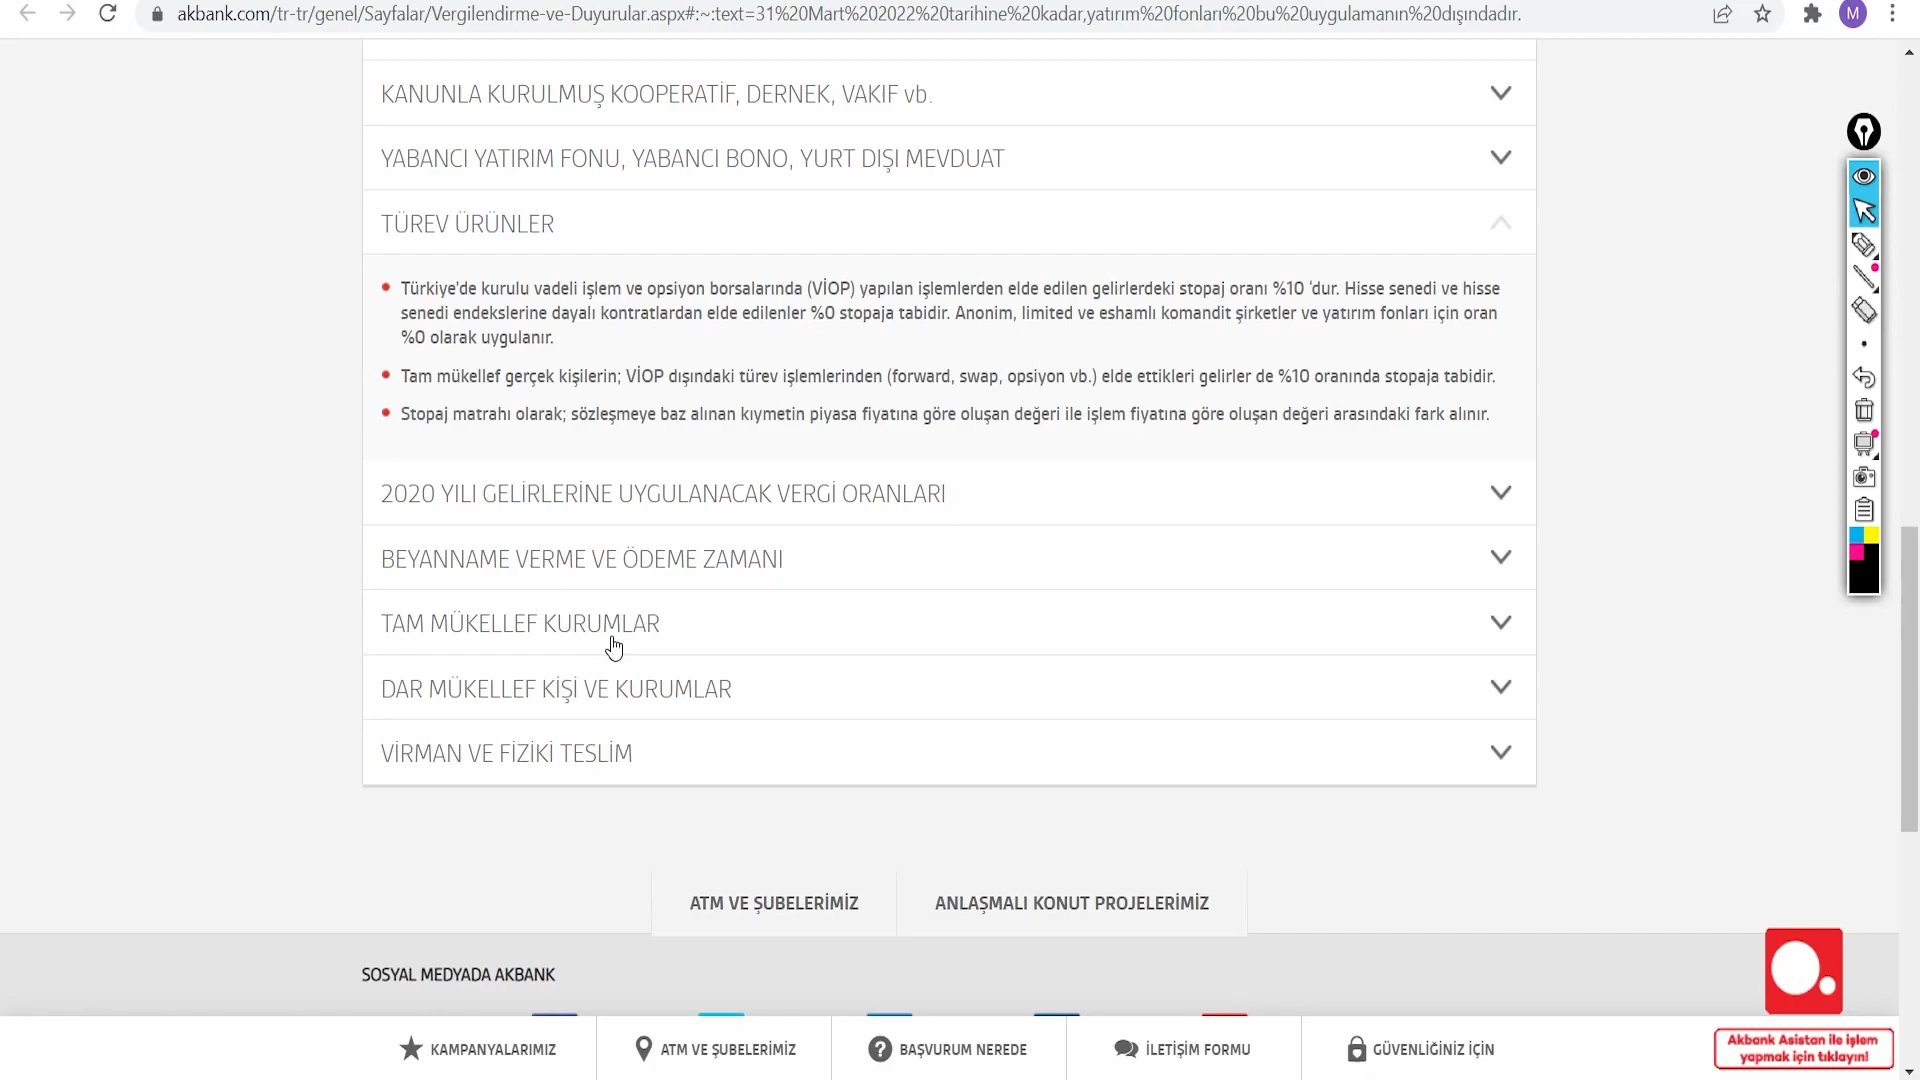 akbank.com/tr-tr/genel/Sayfalar/Vergilendirme-ve-Duyurular.aspx#:~:text=31%20Mart%202022%20tarihine%20kadar,yatırım%20fonları%20bu%20uygulamanın%20dışındadır.
M
KANUNLA KURULMUŞ KOOPERATİF, DERNEK, VAKIF vb.
YABANCI YATIRIM FONU, YABANCI BONO, YURT DIŞI MEVDUAT
TÜREV ÜRÜNLER
Türkiye'de kurulu vadeli işlem ve opsiyon borsalarında (VİOP) yapılan işlemlerden elde edilen gelirlerdeki stopaj oranı %10 ‘dur. Hisse senedi ve hisse
senedi endekslerine dayalı kontratlardan elde edilenler %0 stopaja tabidir. Anonim, limited ve eshamlı komandit şirketler ve yatırım fonları için oran
%0 olarak uygulanır.
Tam mükellef gerçek kişilerin; VİOP dışındaki türev işlemlerinden (forward, swap, opsiyon vb.) elde ettikleri gelirler de %10 oranında stopaja tabidir.
Stopaj matrahı olarak; sözleşmeye baz alınan kıymetin piyasa fiyatına göre oluşan değeri ile işlem fiyatına göre oluşan değeri arasındaki fark alınır.
2020 YILI GELİRLERİNE UYGULANACAK VERGİ ORANLARI
BEYANNAME VERME VE ÖDEME ZAMANI
TAM MÜKELLEF KURUMLAR
DAR MÜKELLEF KİŞİ VE KURUMLAR
VİRMAN VE FİZİKİ TESLİM
ATM VE ŞUBELERİMİZ
ANLAŞMALI KONUT PROJELERİMİZ
SOSYAL MEDYADA AKBANK
KAMPANYALARIMIZ
ATM VE ŞUBELERİMİZ
BAŞVURUM NEREDE
İLETİŞİM FORMU
GÜVENLİĞİNİZ İÇİN
Akbank Asistan ile işlem
yapmak için tıklayın!